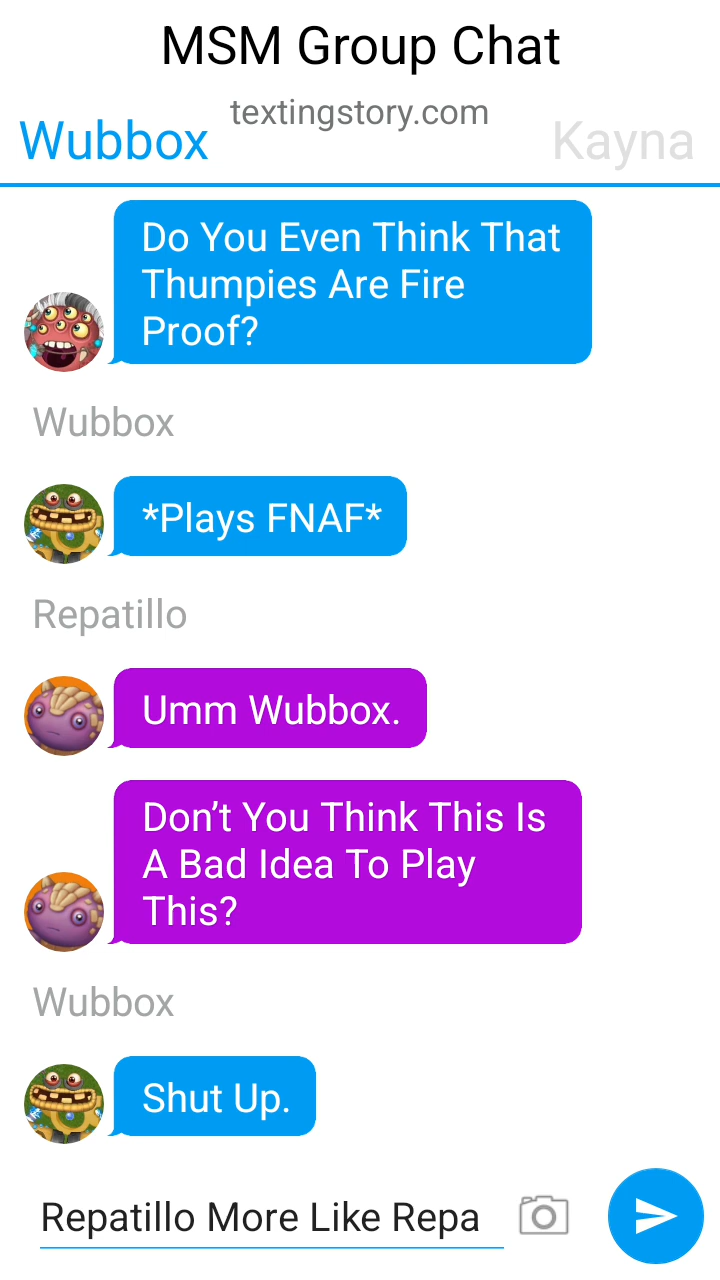 MSM Group Chat
textingstory.com
Wubbox
Kayna
Do You Even Think That
Thumpies Are Fire
Proof?
Wubbox
*Plays FNAF*
Repatillo
Umm Wubbox.
Don’t You Think This Is
A Bad Idea To Play
This?
Wubbox
Shut Up.
Repatillo More Like Repa